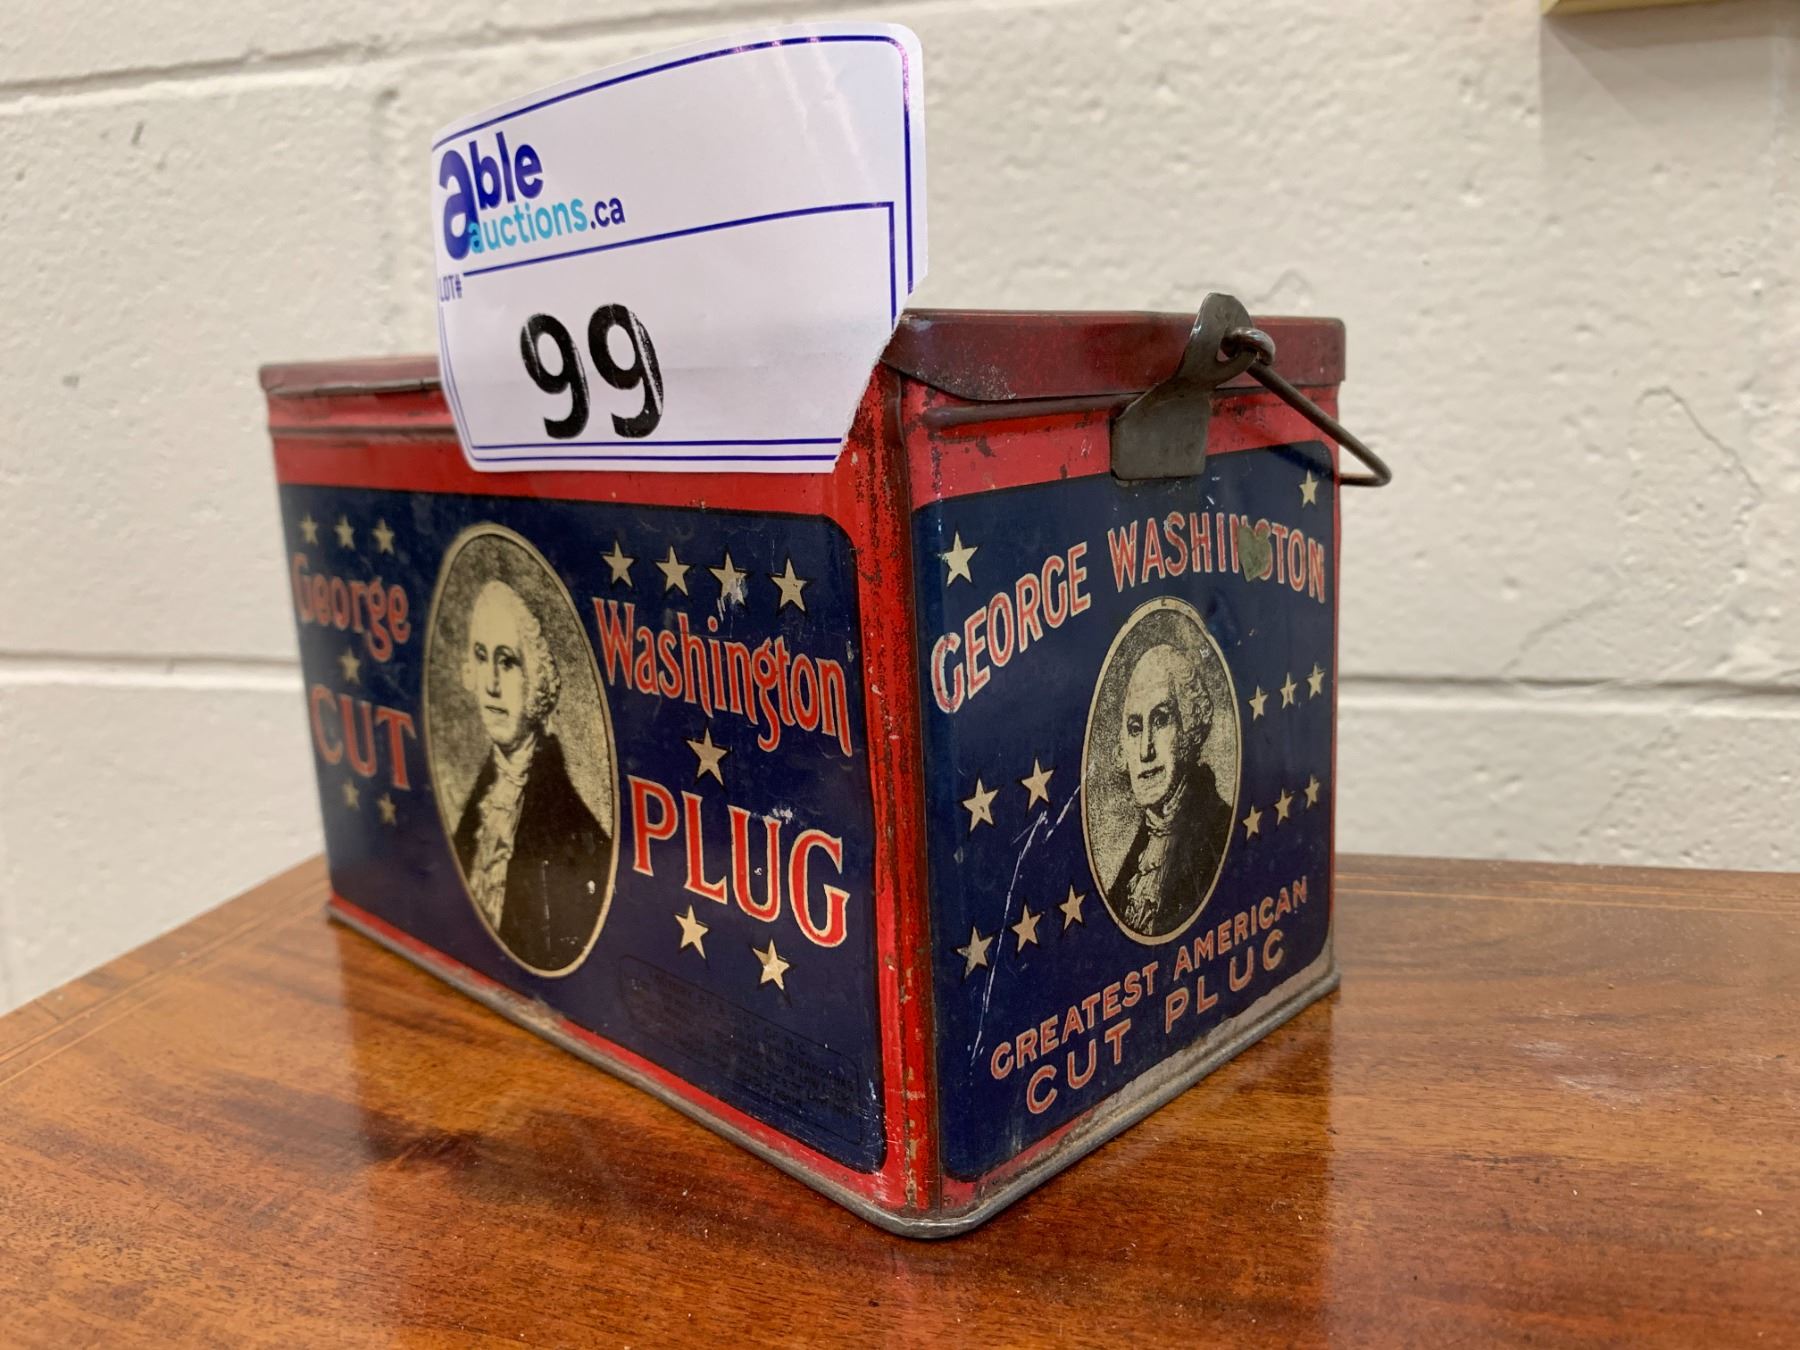 able
auctions.ca
LOT#
99
George Washington
CUT PLUG
GEORGE WASHINGTON
GREATEST AMERICAN
CUT PLUG